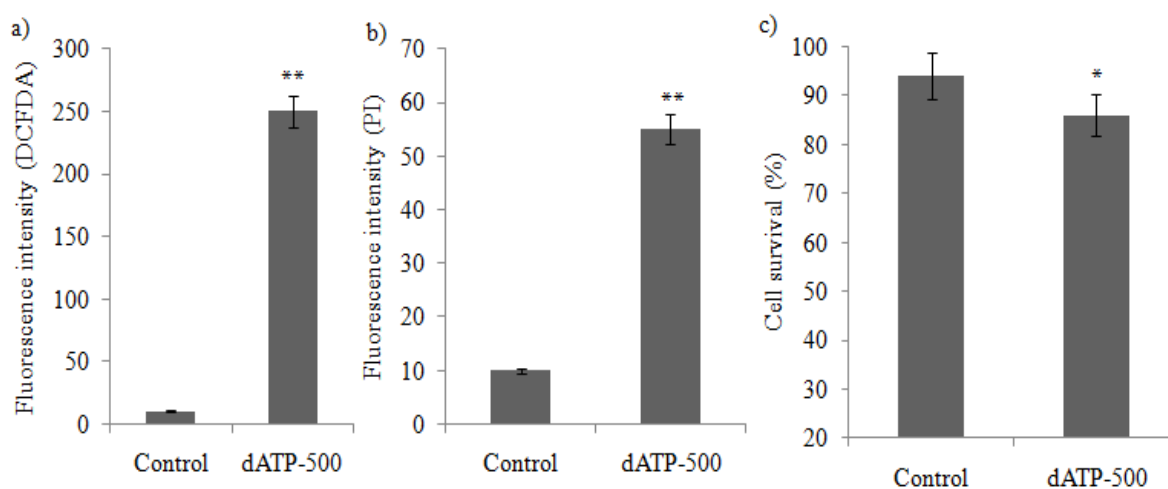 a)
Fluorescence intensity (DCFDA)
300
250
200
150
100
50
0
**
Control
dATP-500
b)
Fluorescence intensity (PI)
70
60
50
40
30
20
10
0
**
Control
dATP-500
c)
Cell survival (%)
100
90
80
70
60
50
40
30
20
*
Control
dATP-500